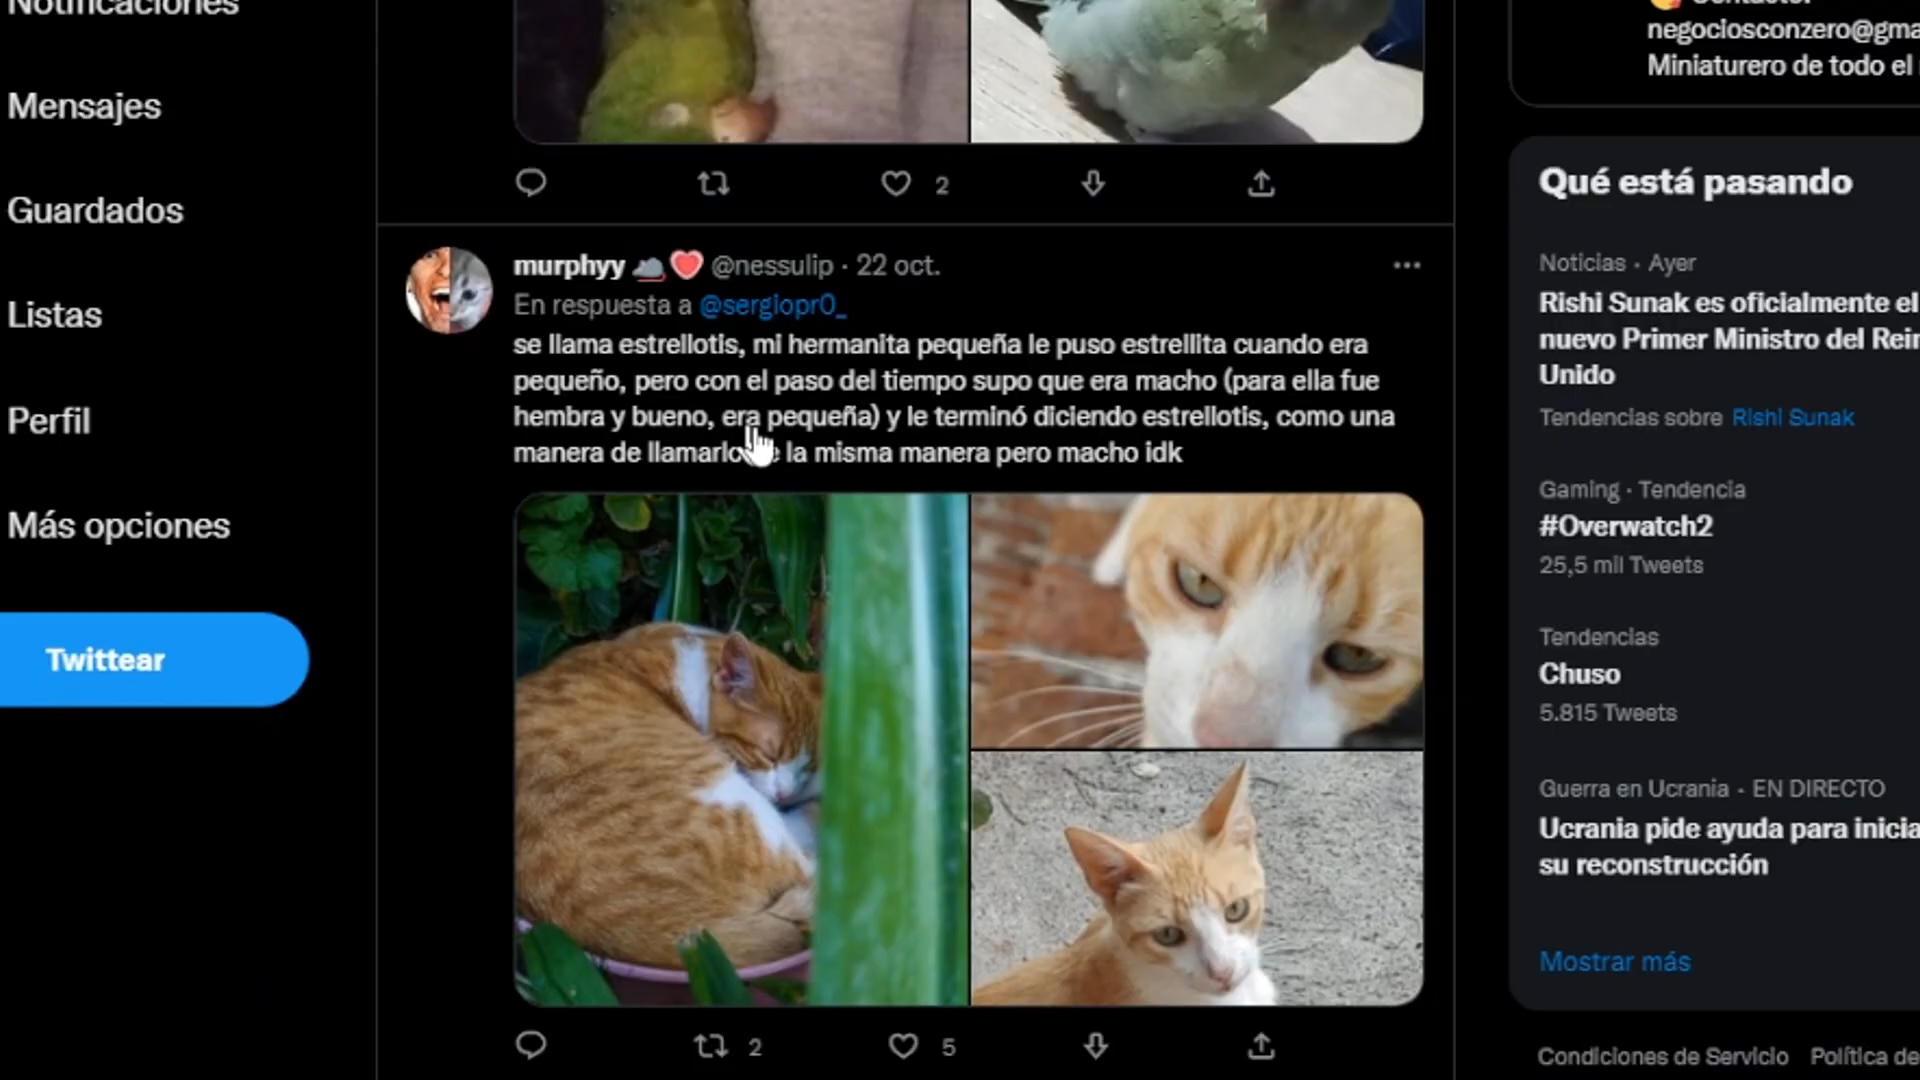 Notificaciones
Mensajes
Guardados
Listas
Perfil
Más opciones
Twittear
2
murphyy @nessulip · 22 oct.
En respuesta a @sergiopr0_
se llama estrellotis, mi hermanita pequeña le puso estrellita cuando era
pequeño, pero con el paso del tiempo supo que era macho (para ella fue
hembra y bueno, era pequeña) y le terminó diciendo estrellotis, como una
manera de llamarlo la misma manera pero macho idk
2
5
Contacto:
negociosconzero@gma
Miniaturero de todo el
Qué está pasando
Noticias · Ayer
Rishi Sunak es oficialmente el
nuevo Primer Ministro del Rein
Unido
Tendencias sobre Rishi Sunak
Gaming · Tendencia
#Overwatch2
25,5 mil Tweets
Tendencias
Chuso
5.815 Tweets
Guerra en Ucrania · EN DIRECTO
Ucrania pide ayuda para inicia
su reconstrucción
Mostrar más
Condiciones de Servicio Política de